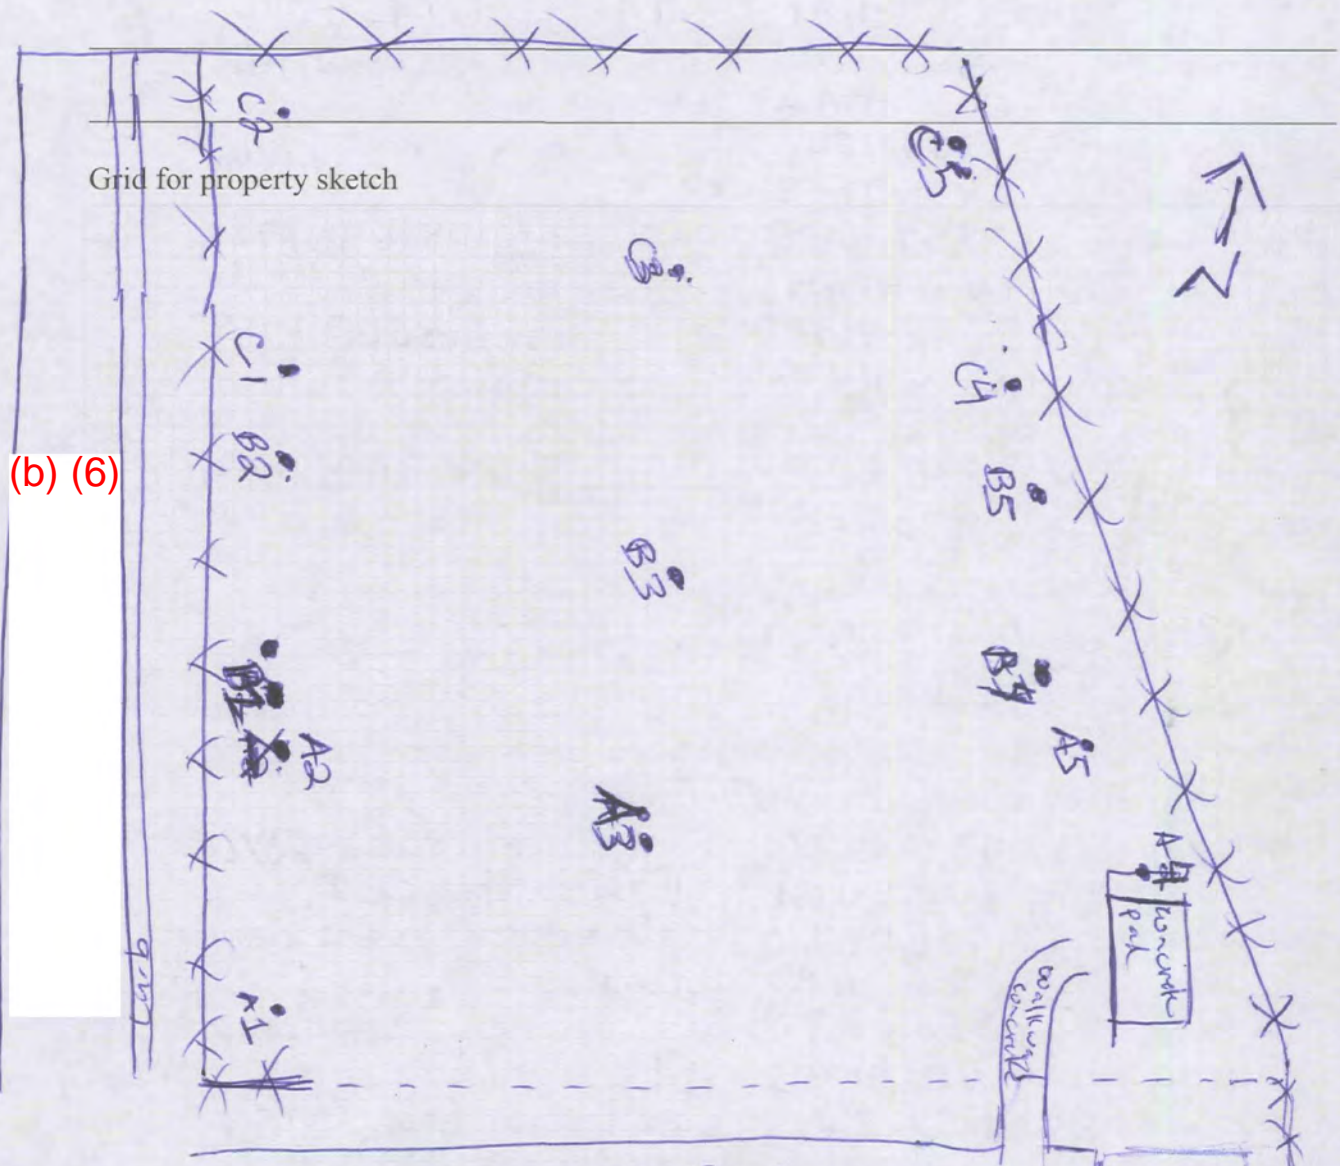 C2
C5
Grid for property sketch
C3
C1
C4
B2
(b) (6)
B5
B3
B1
B4
A2
A5
A3
A4
concrete
pad
curb
walkway
concrete
A1
N